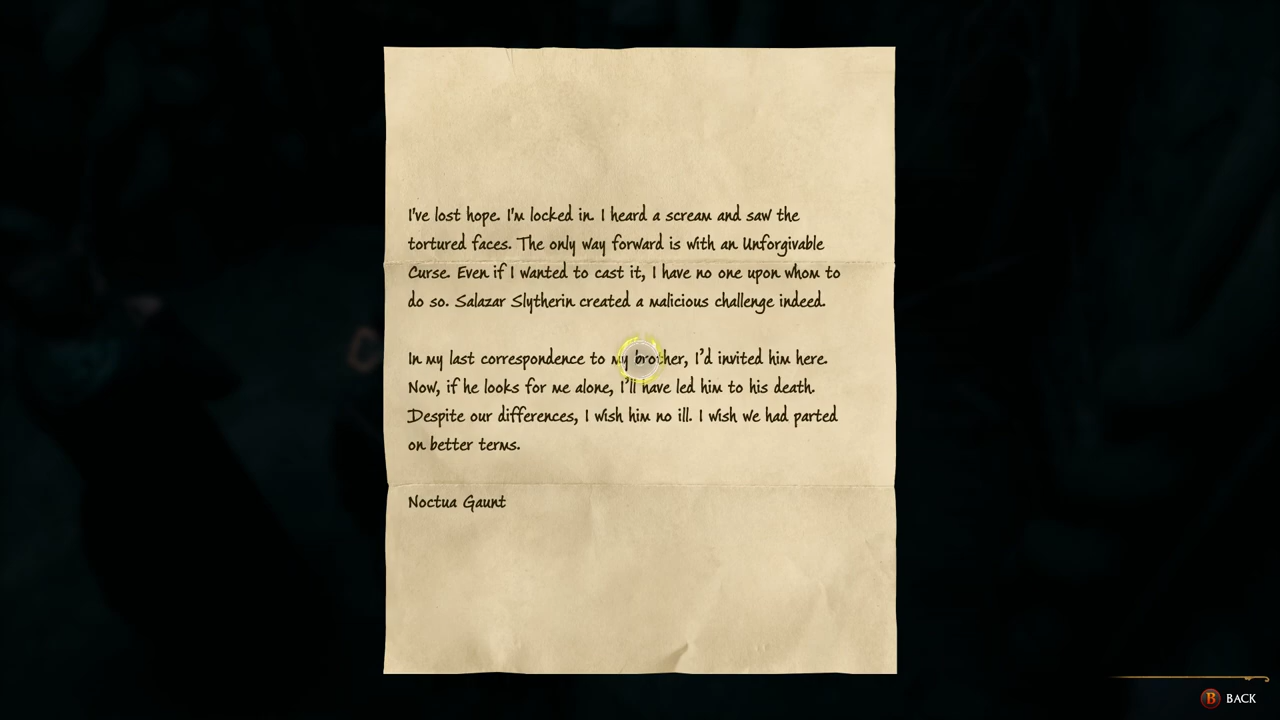 I've lost hope. I'm locked in. I heard a scream and saw the
tortured faces. The only way forward is with an Unforgivable
Curse. Even if I wanted to cast it, I have no one upon whom to
do so. Salazar Slytherin created a malicious challenge indeed.
In my last correspondence to my brother, I'd invited him here.
Now, if he looks for me alone, I'll have led him to his death.
Despite our differences, I wish him no ill. I wish we had parted
on better terms.
Noctua Gaunt
B BACK